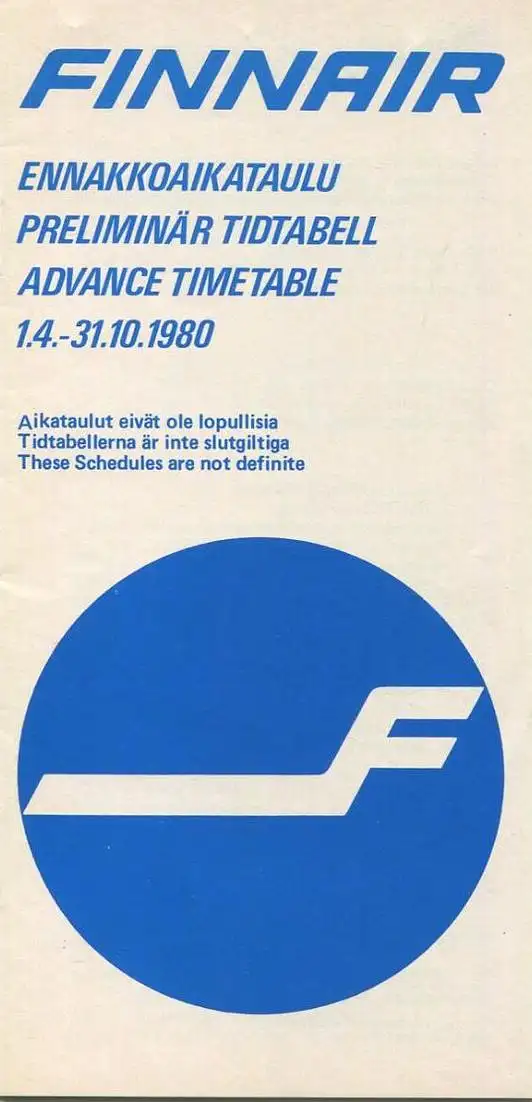 FINNAIR
ENNAKKOAIKATAULU
PRELIMINÄR TIDTABELL
ADVANCE TIMETABLE
1.4.-31.10.1980
Aikataulut eivät ole lopullisia
Tidtabellerna är inte slutgiltiga
These Schedules are not definite
F